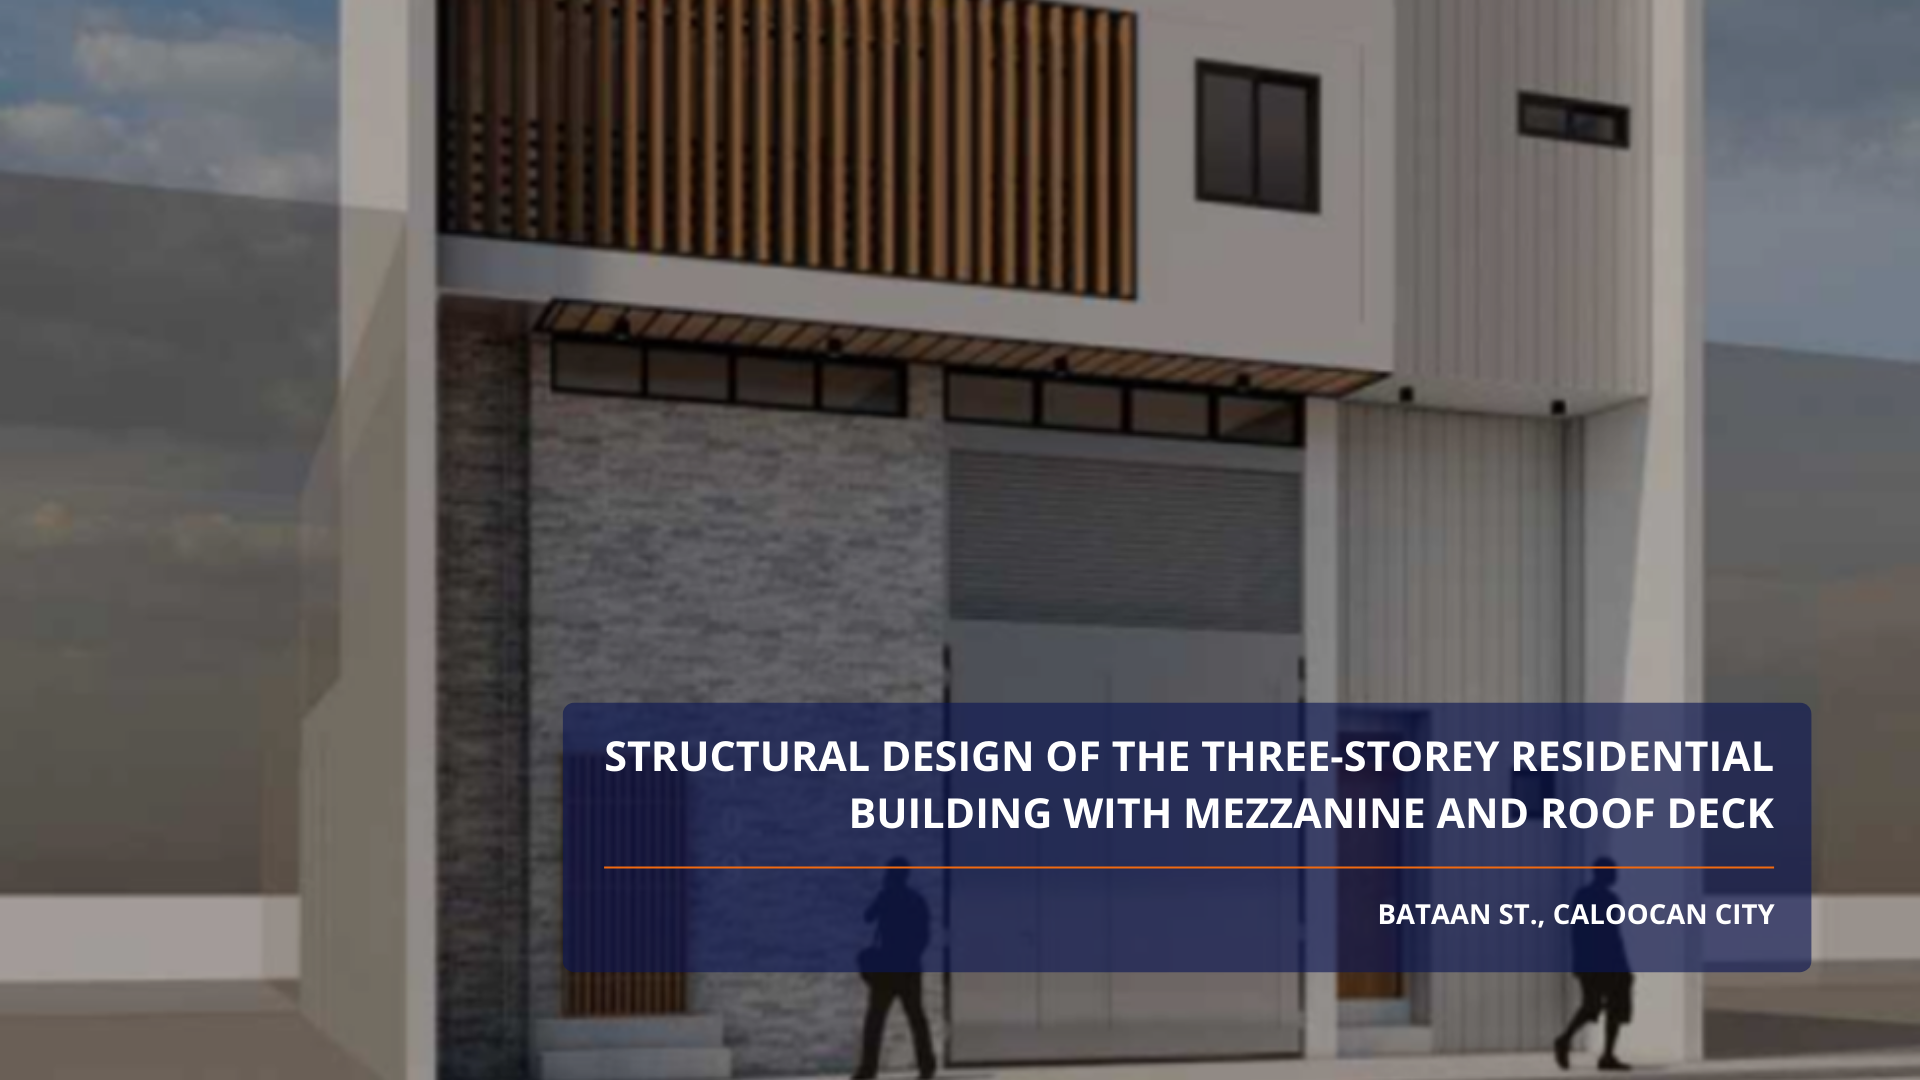 STRUCTURAL DESIGN OF THE THREE-STOREY RESIDENTIAL
BUILDING WITH MEZZANINE AND ROOF DECK
BATAAN ST., CALOOCAN CITY